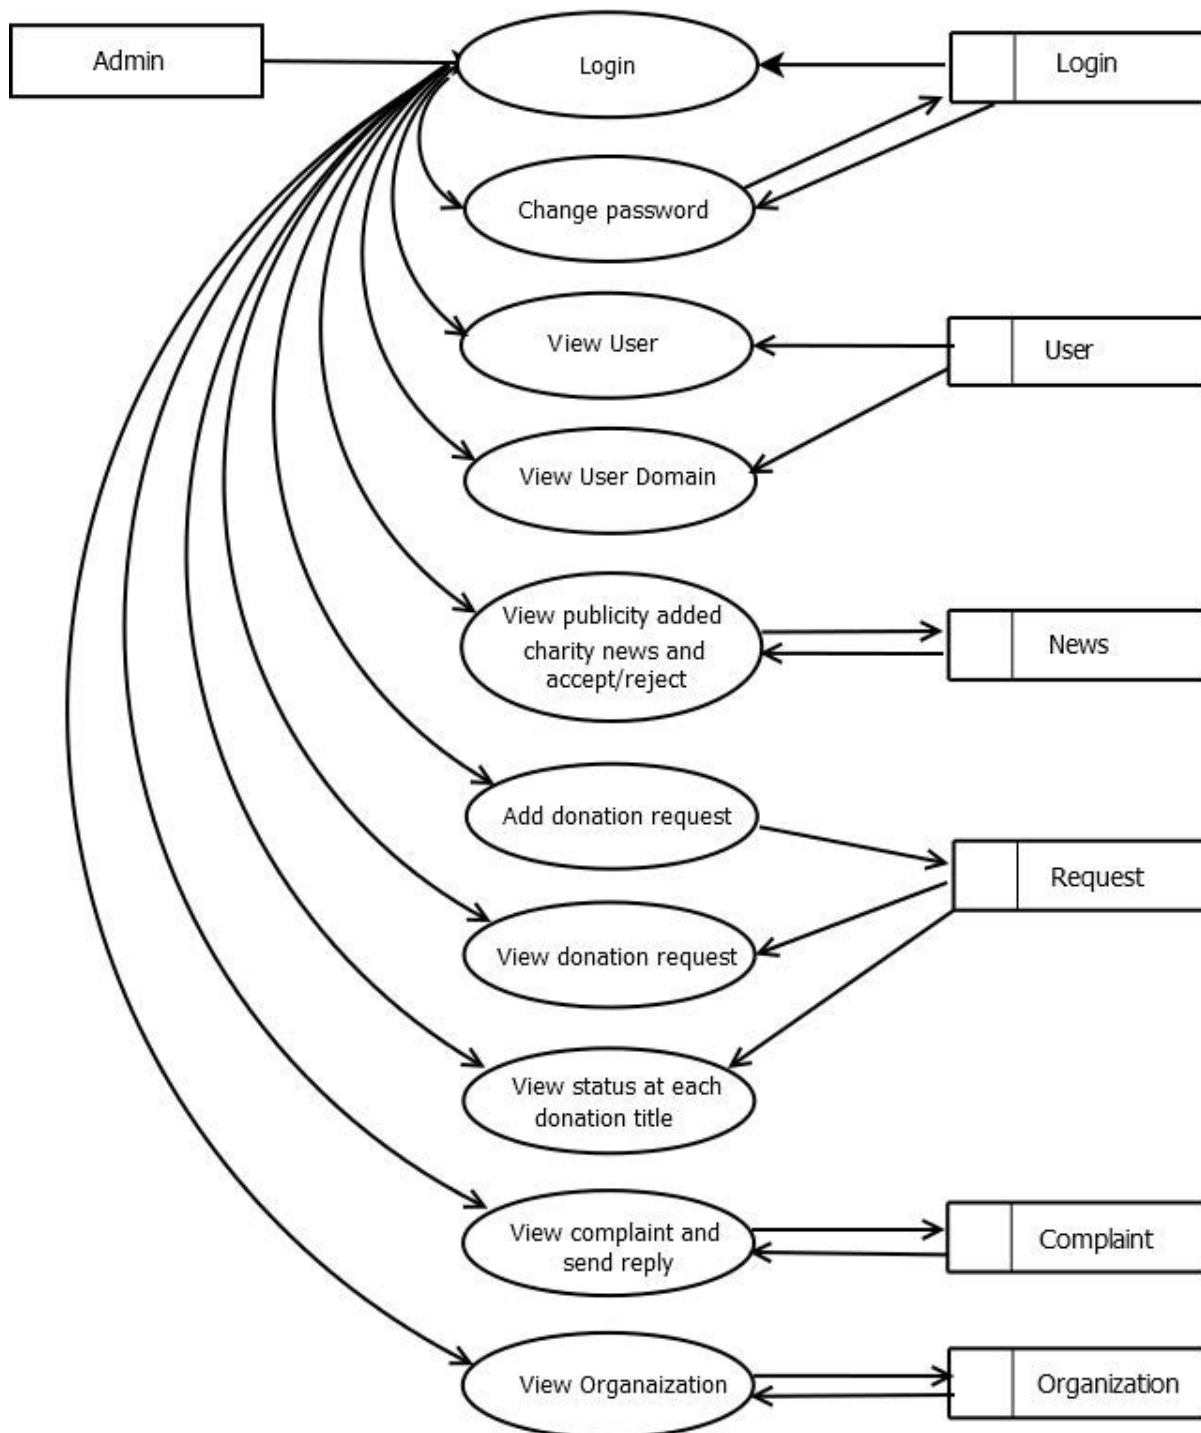 Admin
Login
Login
Change password
View User
User
View User Domain
View publicity added
charity news and
accept/reject
News
Add donation request
Request
View donation request
View status at each
donation title
View complaint and
send reply
Complaint
View Organaization
Organization